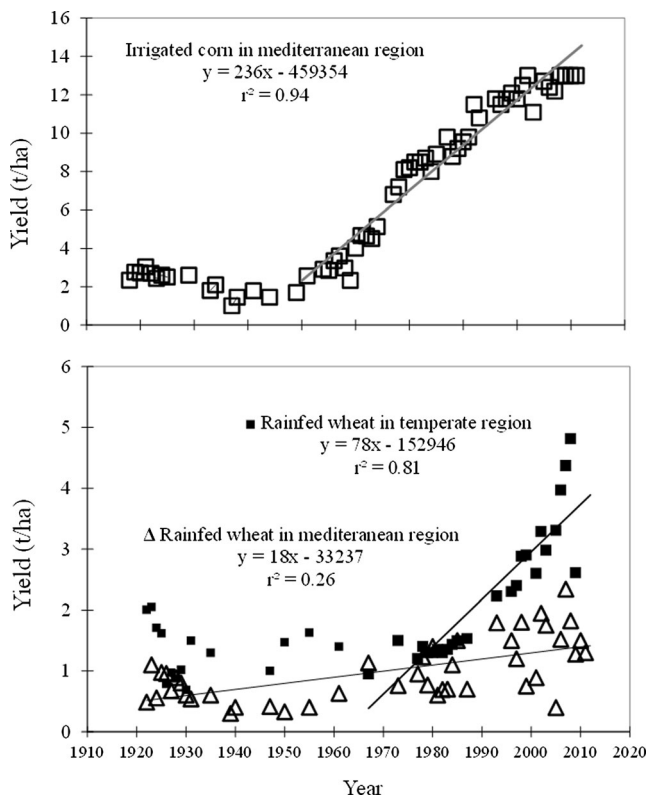 16
14
12
10
8
6
4
2
0
Yield (t/ha)
Irrigated corn in mediterranean region
y = 236x - 459354
r² = 0.94
6
5
4
3
2
1
0
Yield (t/ha)
■ Rainfed wheat in temperate region
y = 78x - 152946
r² = 0.81
Δ Rainfed wheat in mediteranean region
y = 18x - 33237
r² = 0.26
1910 1920 1930 1940 1950 1960 1970 1980 1990 2000 2010 2020
Year